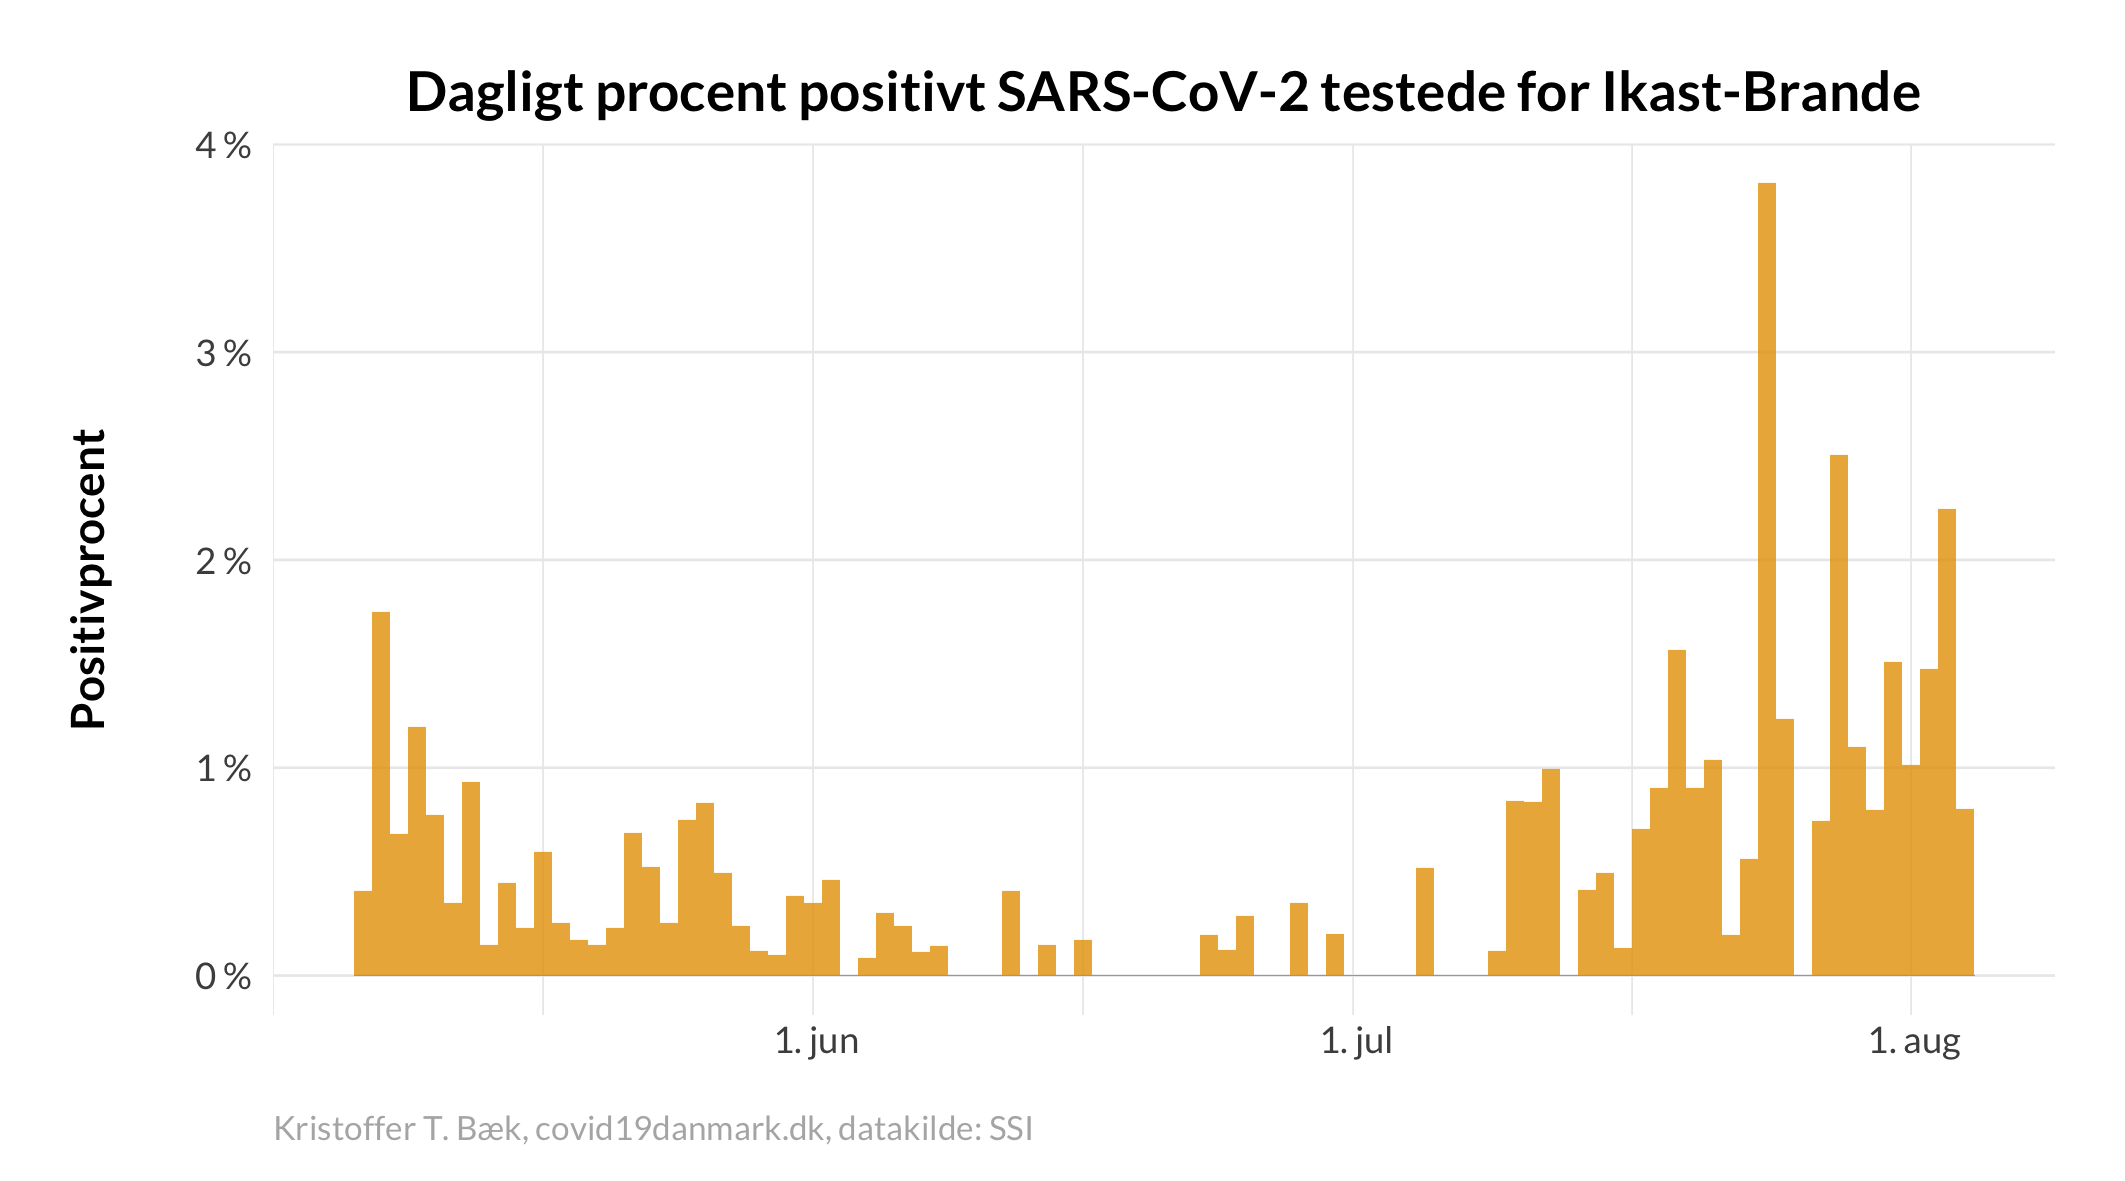 Dagligt procent positivt SARS-CoV-2 testede for Ikast-Brande
Positivprocent
4 %
3 %
2 %
1 %
0 %
1. jun
1. jul
1. aug
Kristoffer T. Bæk, covid19danmark.dk, datakilde: SSI